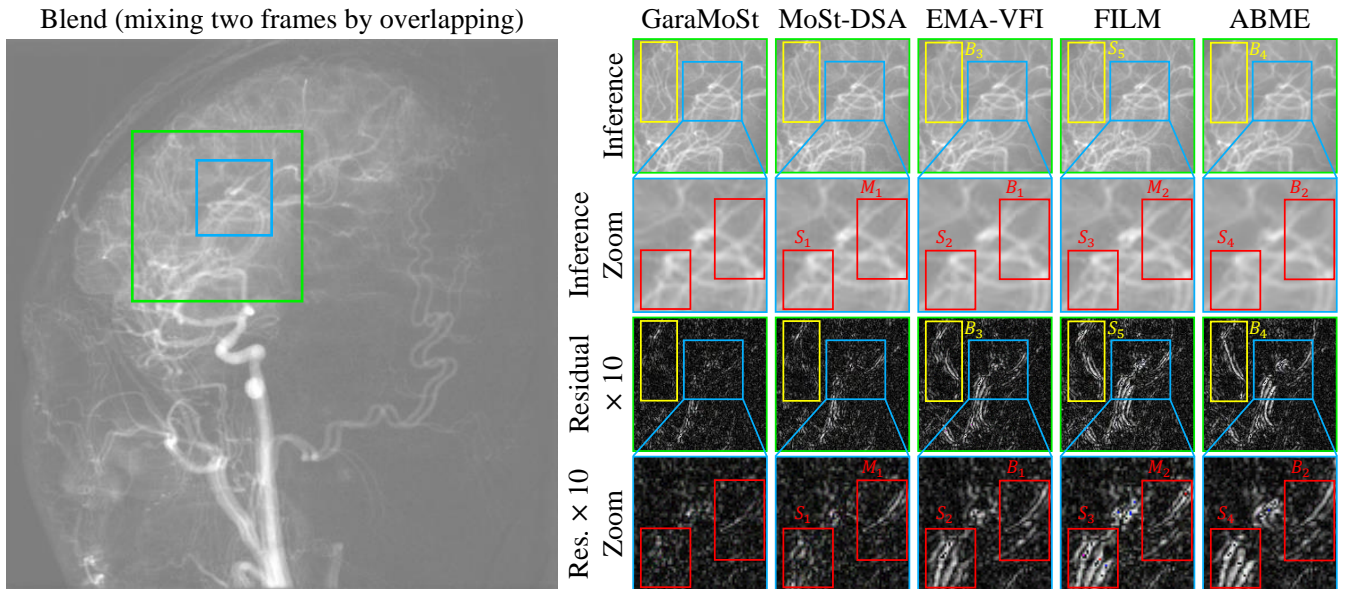 Blend (mixing two frames by overlapping)
GaraMoSt MoSt-DSA EMA-VFI FILM ABME
Inference
B₃ S₅ B₄
Inference
Zoom
M₁ B₁ M₂ B₂
S₁ S₂ S₃ S₄
Residual
× 10
B₃ S₅ B₄
Res. × 10
Zoom
M₁ B₁ M₂ B₂
S₁ S₂ S₃ S₄